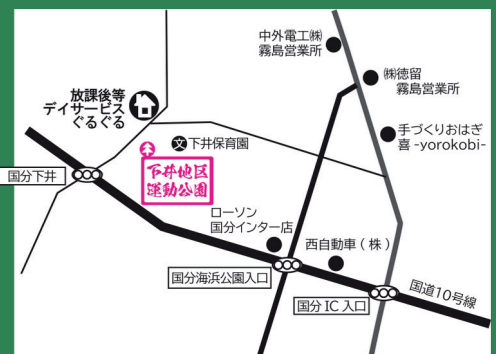 中外電工㈱
霧島営業所
㈱徳留
霧島営業所
放課後等
デイサービス
ぐるぐる
手づくりおはぎ
喜-yorokobi-
文 下井保育園
国分下井
下井地区
運動公園
ローソン
国分インター店
西自動車(株)
国分海浜公園入口
国分IC入口
国道10号線